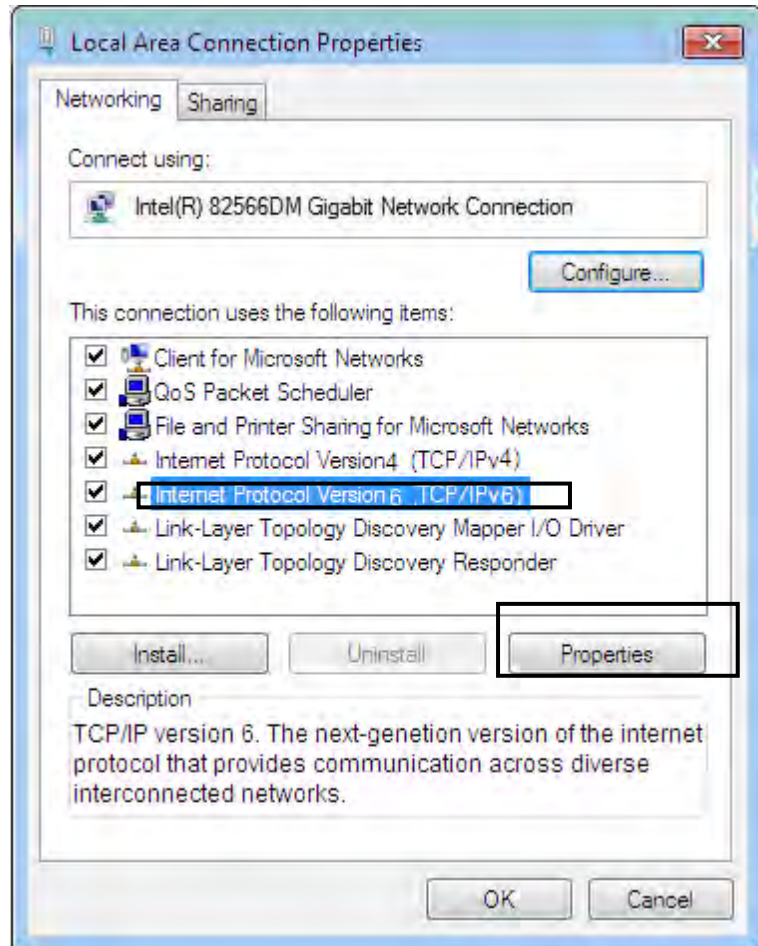 Local Area Connection Properties
Networking
Sharing
Connect using:
Intel(R) 82566DM Gigabit Network Connection
Configure...
This connection uses the following items:
Client for Microsoft Networks
QoS Packet Scheduler
File and Printer Sharing for Microsoft Networks
Internet Protocol Version4 (TCP/IPv4)
Internet Protocol Version 6 .TCP/IPv6)
Link-Layer Topology Discovery Mapper I/O Driver
Link-Layer Topology Discovery Responder
Install...
Uninstall
Properties
Description
TCP/IP version 6. The next-genetion version of the internet
protocol that provides communication across diverse
interconnected networks.
OK
Cancel